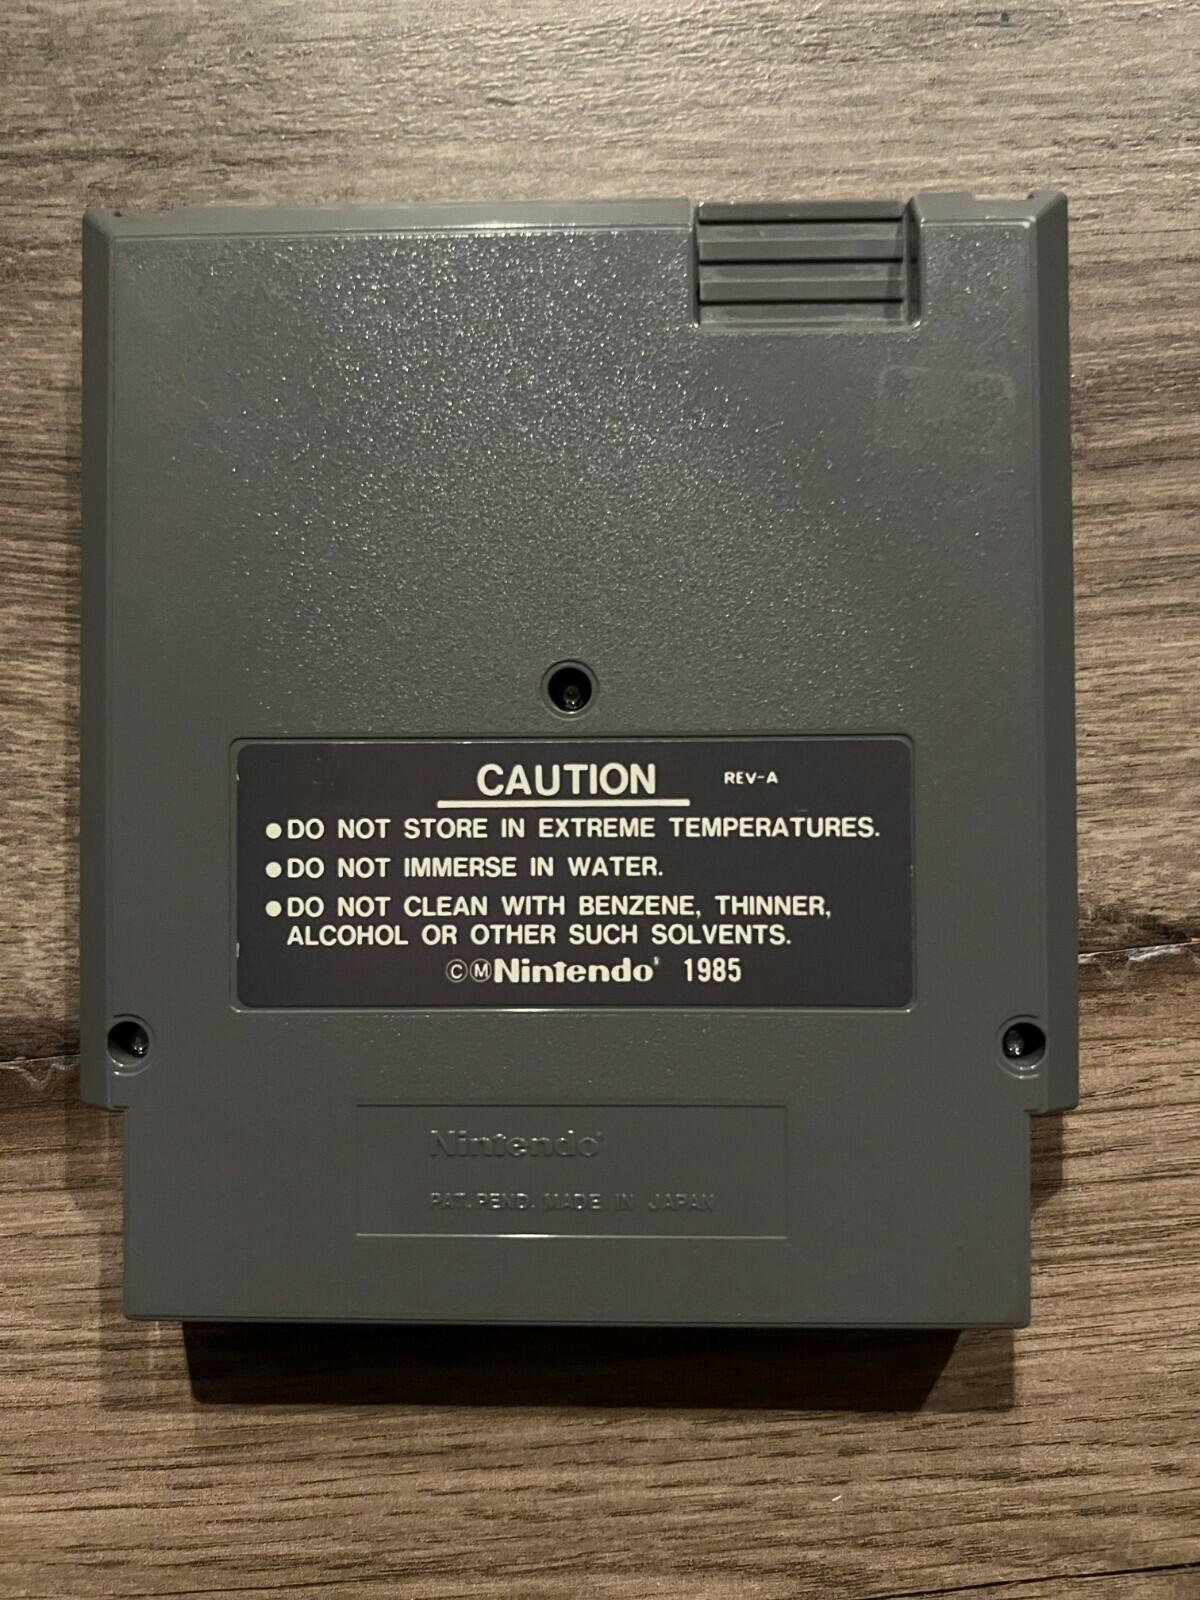 CAUTION REV-A
●DO NOT STORE IN EXTREME TEMPERATURES.
●DO NOT IMMERSE IN WATER.
●DO NOT CLEAN WITH BENZENE, THINNER,
ALCOHOL OR OTHER SUCH SOLVENTS.
ⒸⓂNintendo® 1985
Nintendo®
PAT. PEND. MADE IN JAPAN